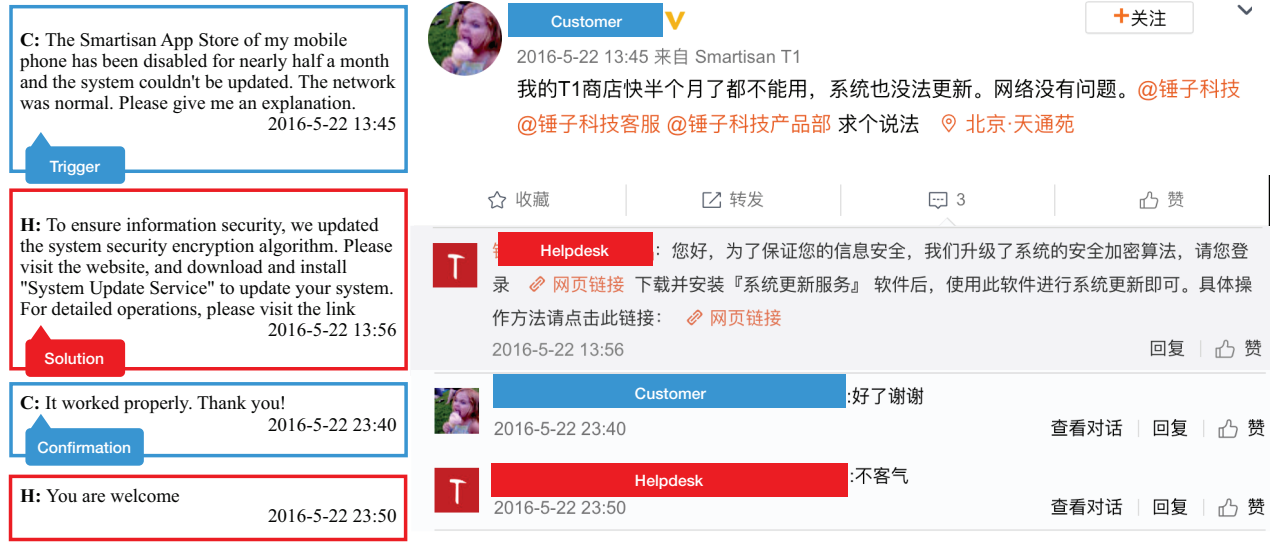 C: The Smartisan App Store of my mobile
phone has been disabled for nearly half a month
and the system couldn't be updated. The network
was normal. Please give me an explanation.
2016-5-22 13:45
Trigger
H: To ensure information security, we updated
the system security encryption algorithm. Please
visit the website, and download and install
"System Update Service" to update your system.
For detailed operations, please visit the link
2016-5-22 13:56
Solution
C: It worked properly. Thank you!
2016-5-22 23:40
Confirmation
H: You are welcome
2016-5-22 23:50
Customer
+关注
2016-5-22 13:45 来自 Smartisan T1
我的T1商店快半个月了都不能用，系统也没法更新。网络没有问题。@锤子科技
@锤子科技客服 @锤子科技产品部 求个说法 北京·天通苑
收藏 转发 3 赞
Helpdesk : 您好，为了保证您的信息安全，我们升级了系统的安全加密算法，请您登
录 网页链接 下载并安装『系统更新服务』 软件后，使用此软件进行系统更新即可。具体操
作方法请点击此链接： 网页链接
2016-5-22 13:56 回复 赞
Customer :好了谢谢
2016-5-22 23:40 查看对话 回复 赞
Helpdesk :不客气
2016-5-22 23:50 查看对话 回复 赞